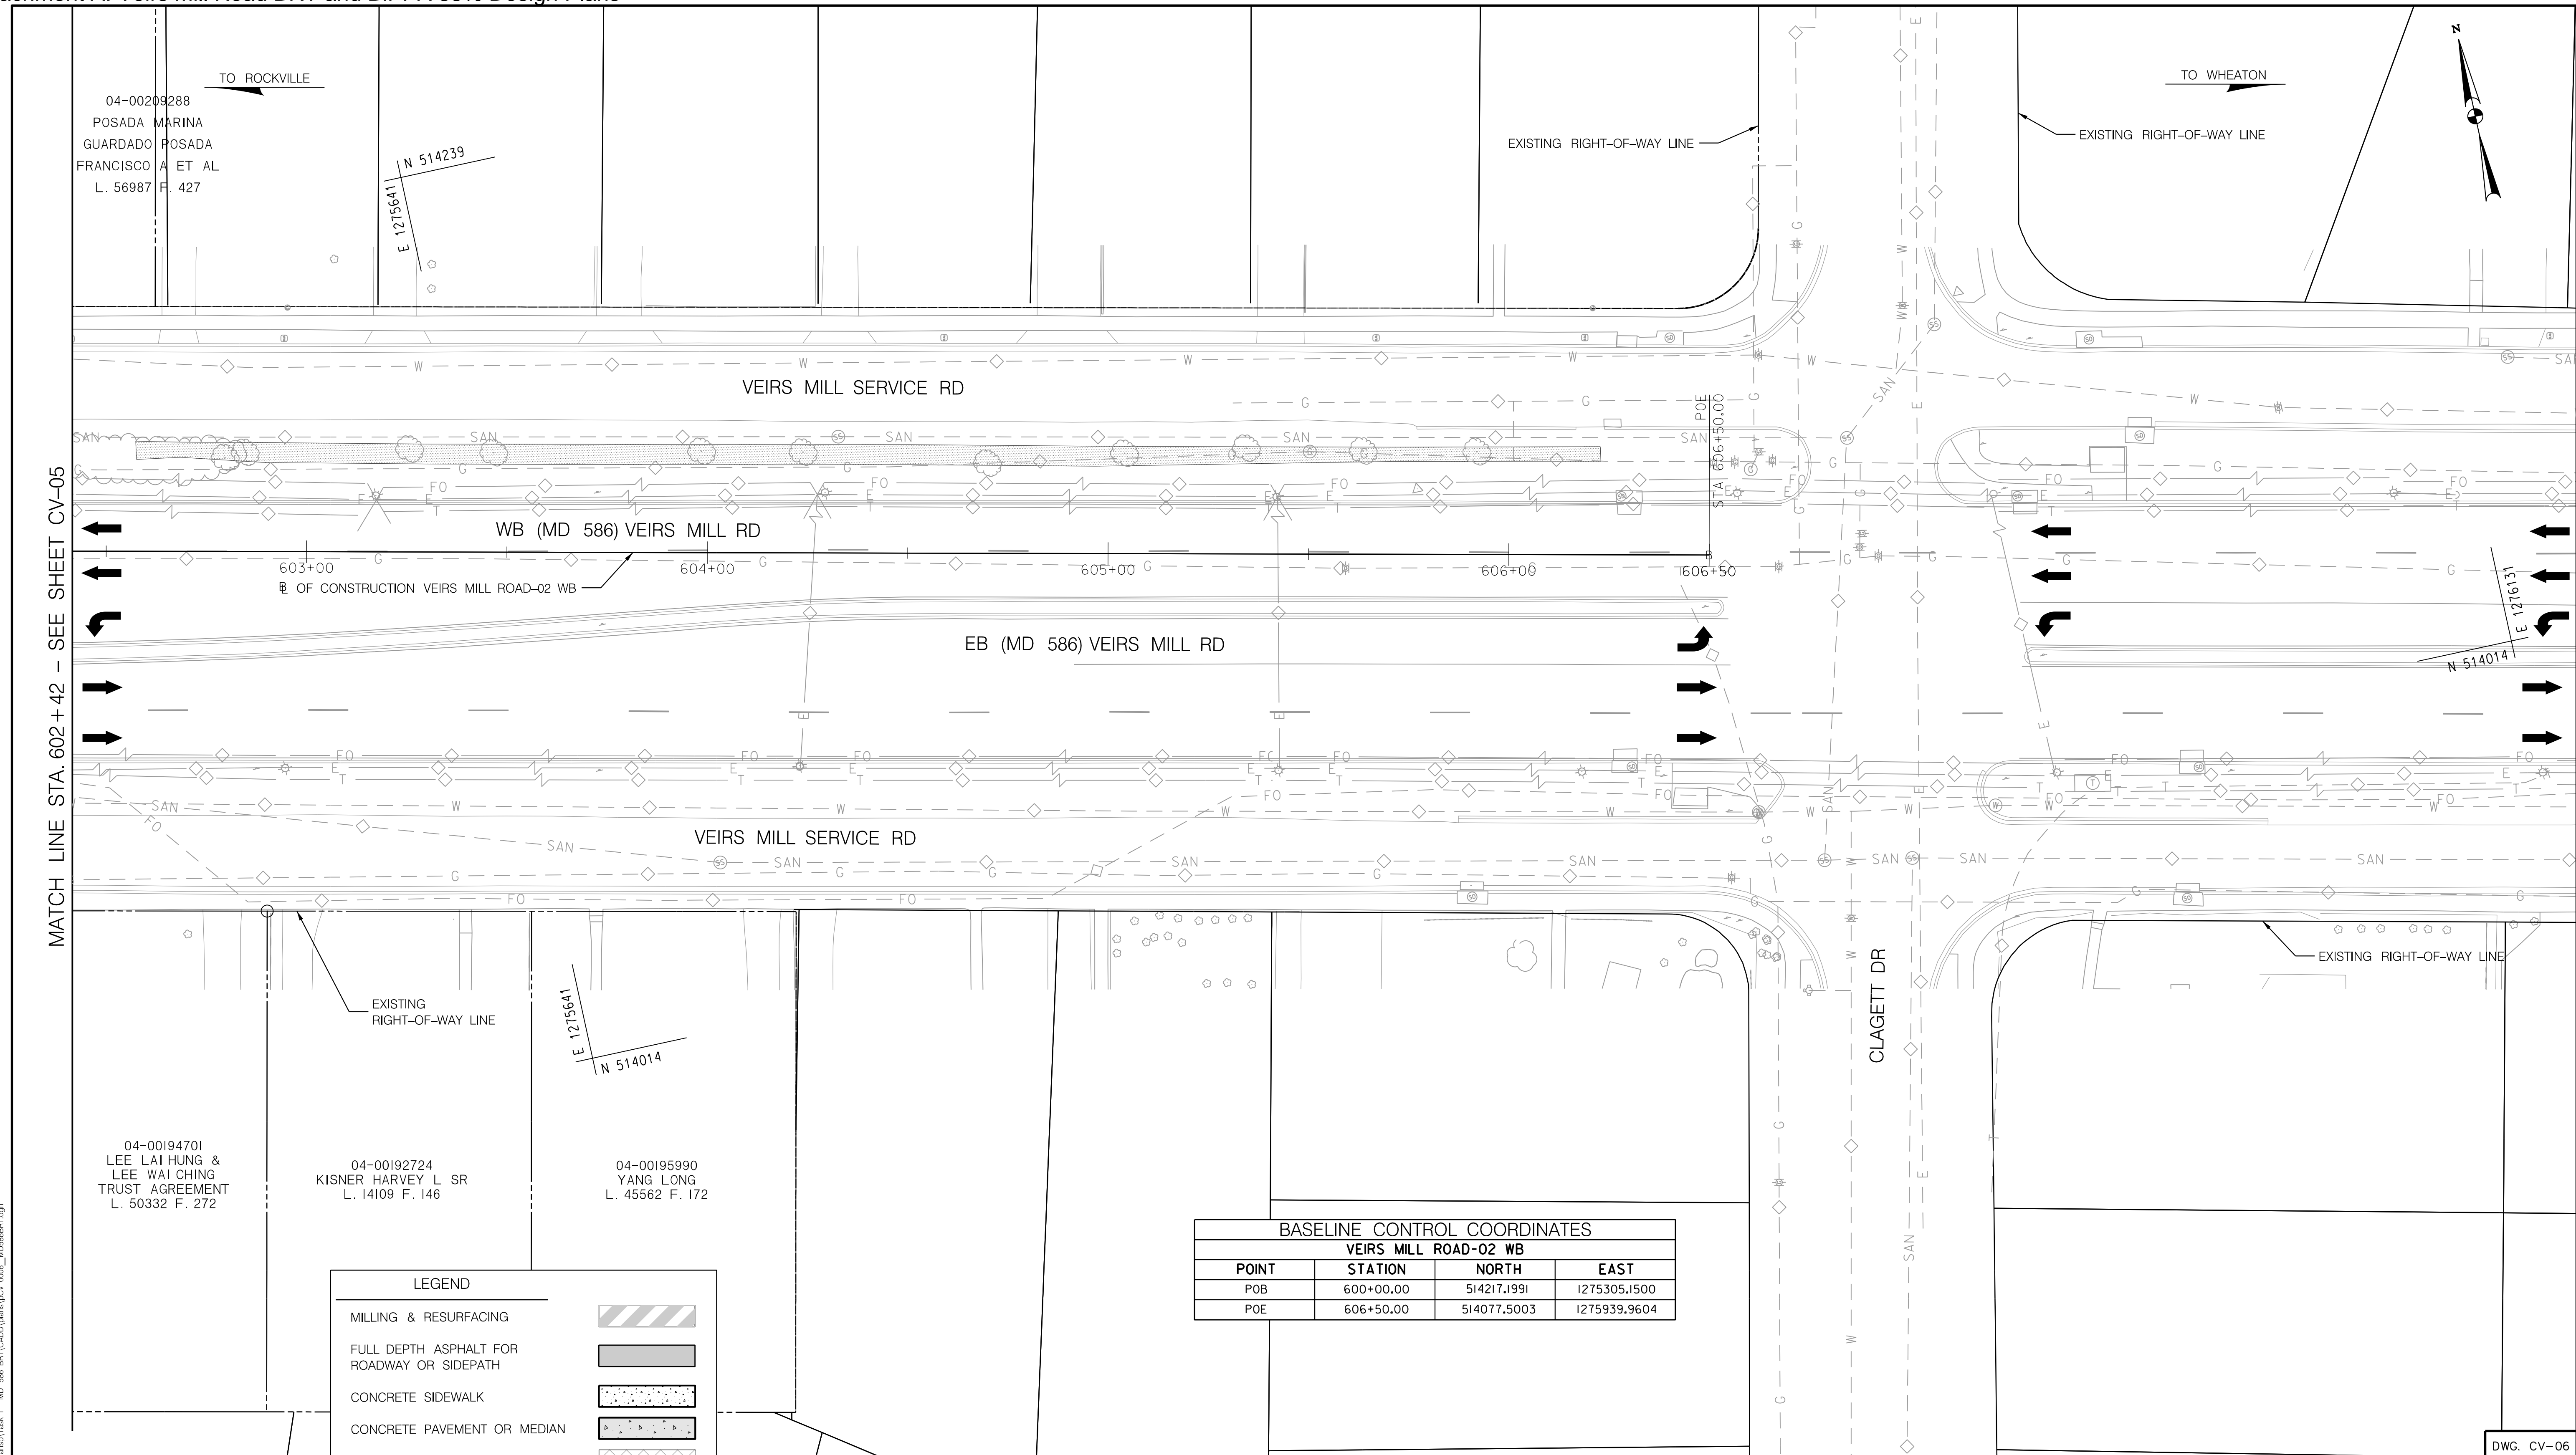 TO ROCKVILLE
TO WHEATON
N
04-00209288
POSADA MARINA
GUARDADO POSADA
FRANCISCO A ET AL
L. 56987 F. 427
N 514239
E 1275641
EXISTING RIGHT-OF-WAY LINE
EXISTING RIGHT-OF-WAY LINE
VEIRS MILL SERVICE RD
POE
STA 606+50.00
MATCH LINE STA. 602+42 - SEE SHEET CV-05
WB (MD 586) VEIRS MILL RD
603+00
604+00
605+00
606+00
606+50
B OF CONSTRUCTION VEIRS MILL ROAD-02 WB
EB (MD 586) VEIRS MILL RD
E 1276131
N 514014
VEIRS MILL SERVICE RD
EXISTING
RIGHT-OF-WAY LINE
E 1275641
N 514014
CLAGETT DR
EXISTING RIGHT-OF-WAY LINE
04-00194701
LEE LAI HUNG &
LEE WAI CHING
TRUST AGREEMENT
L. 50332 F. 272
04-00192724
KISNER HARVEY L SR
L. 14109 F. 146
04-00195990
YANG LONG
L. 45562 F. 172
BASELINE CONTROL COORDINATES
VEIRS MILL ROAD-02 WB
POINT STATION NORTH EAST
POB 600+00.00 514217.1991 1275305.1500
POE 606+50.00 514077.5003 1275939.9604
LEGEND
MILLING & RESURFACING
FULL DEPTH ASPHALT FOR
ROADWAY OR SIDEPATH
CONCRETE SIDEWALK
CONCRETE PAVEMENT OR MEDIAN
DWG. CV-06